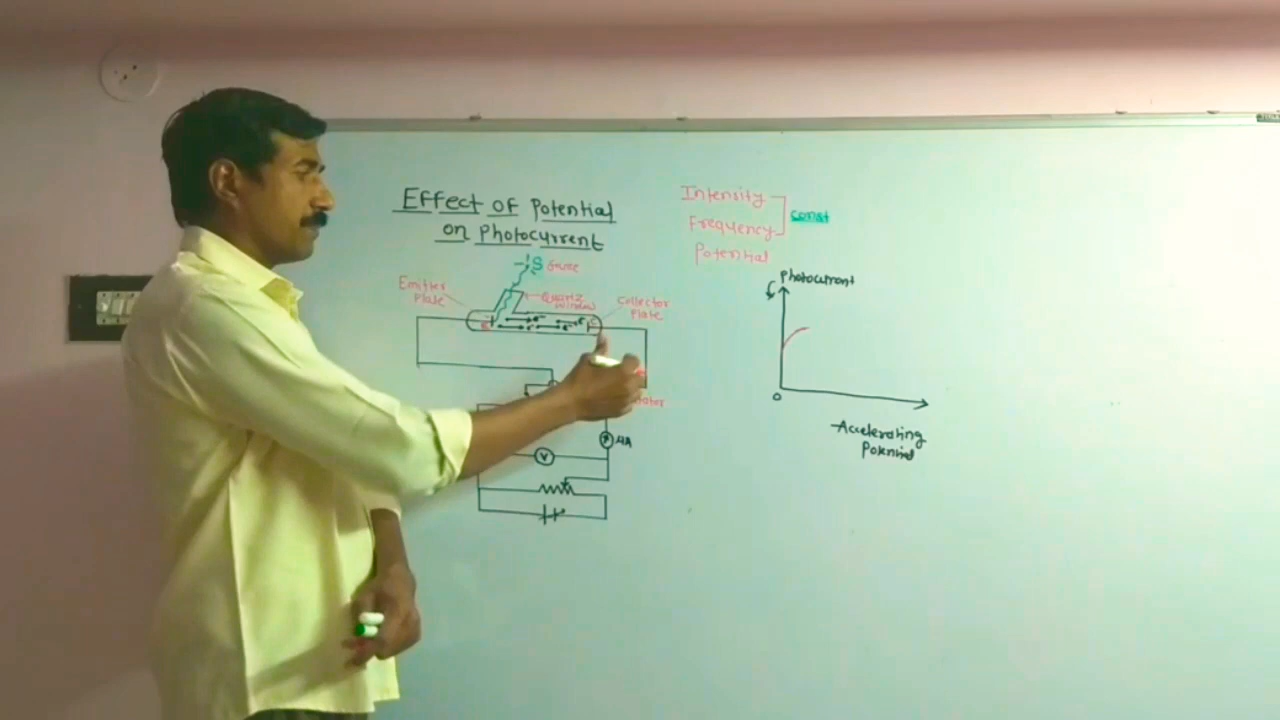 Effect of Potential
on Photocurrent
S Source
Emitter
Plate
Quartz
Window
Collector
Plate
e⁻
e⁻
e⁻
e⁻
C
μA
V
Intensity
Frequency
const
Potential
Photocurrent
O
Accelerating
Potential